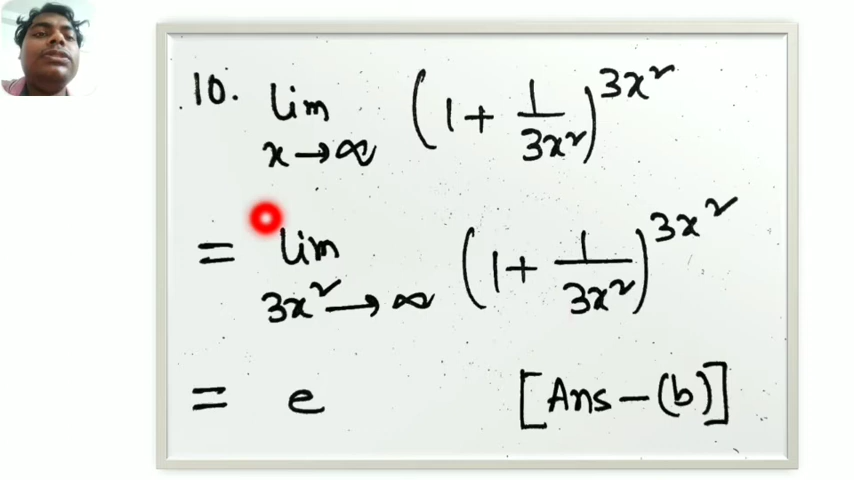 10. lim x→∞ (1 + 1/3x²)^3x²
= lim 3x²→∞ (1 + 1/3x²)^3x²
= e [Ans – (b)]